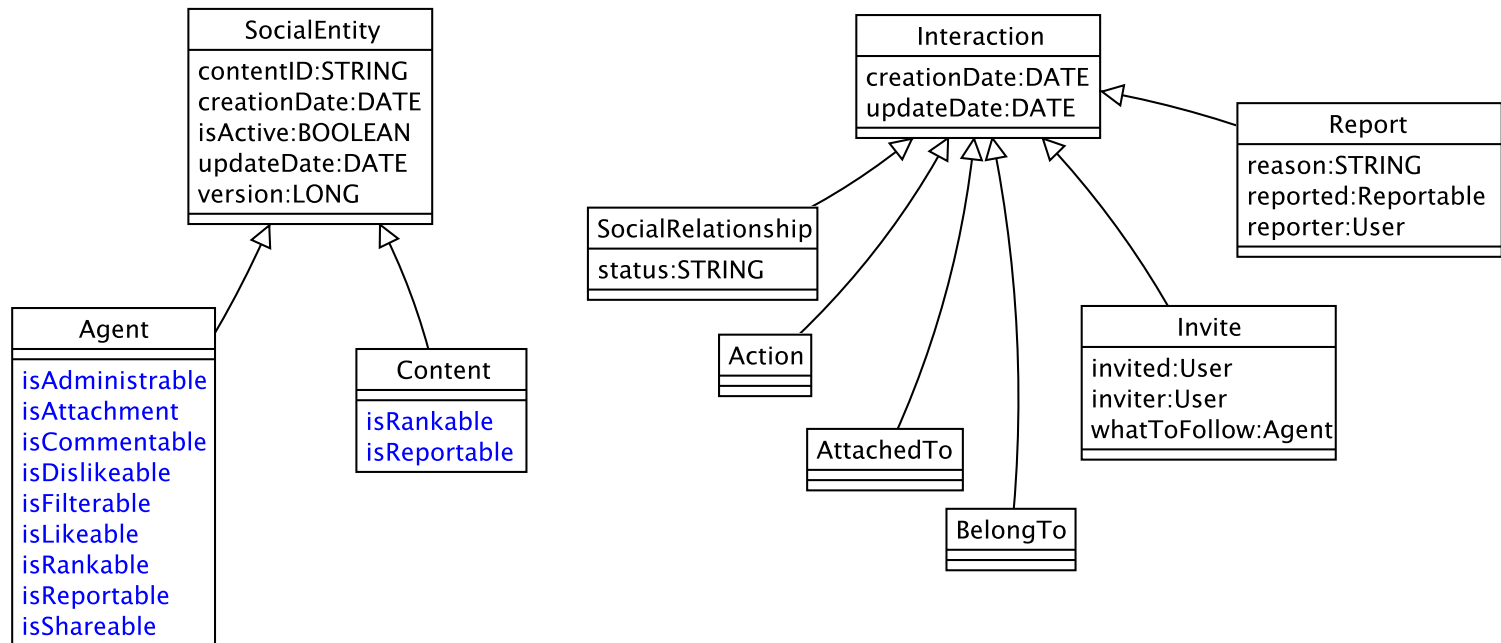 SocialEntity
contentID:STRING
creationDate:DATE
isActive:BOOLEAN
updateDate:DATE
version:LONG
Agent
isAdministrable
isAttachment
isCommentable
isDislikeable
isFilterable
isLikeable
isRankable
isReportable
isShareable
Content
isRankable
isReportable
Interaction
creationDate:DATE
updateDate:DATE
SocialRelationship
status:STRING
Action
AttachedTo
BelongTo
Invite
invited:User
inviter:User
whatToFollow:Agent
Report
reason:STRING
reported:Reportable
reporter:User